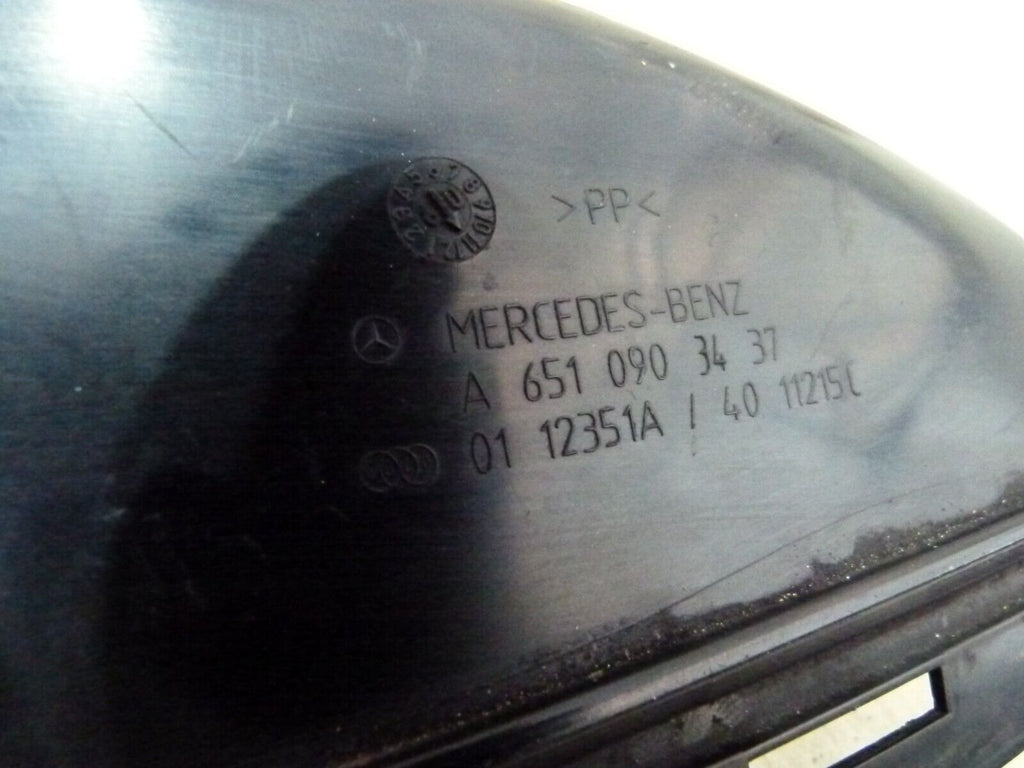 >PP<
MERCEDES-BENZ
A 651 090 34 37
01 12351A / 40 11215C